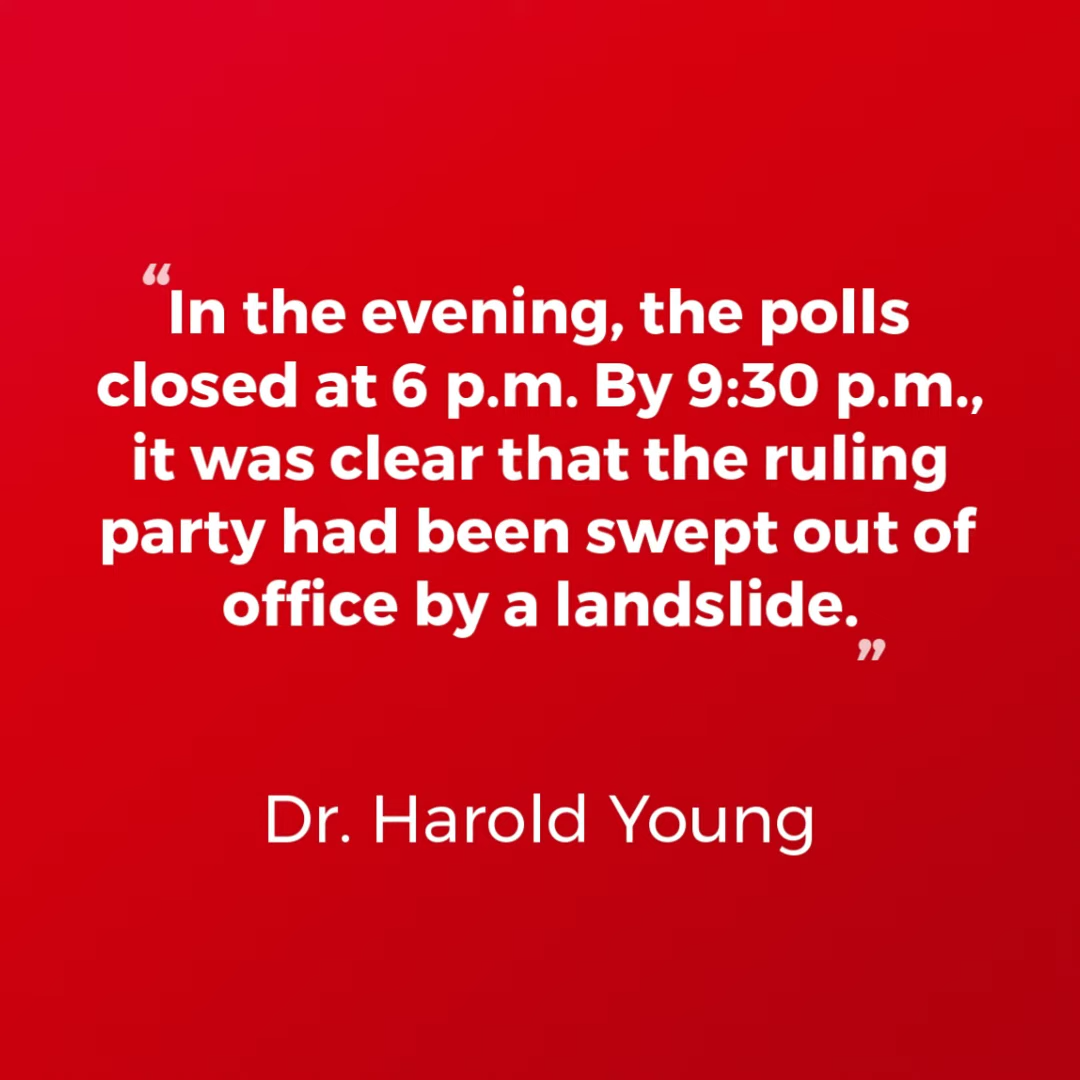 “In the evening, the polls
closed at 6 p.m. By 9:30 p.m.,
it was clear that the ruling
party had been swept out of
office by a landslide.”
Dr. Harold Young